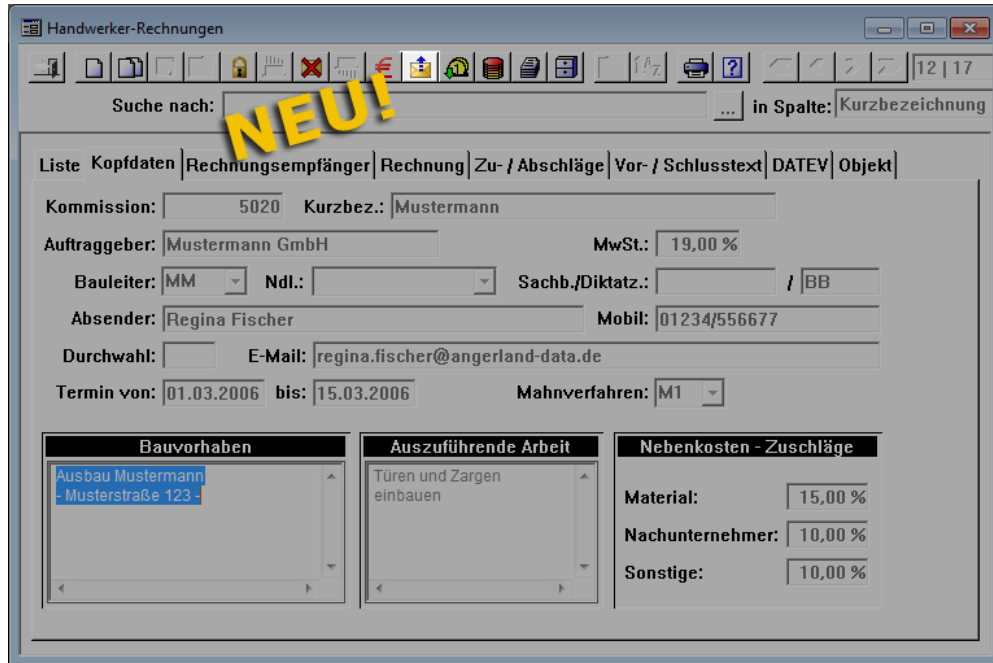 Handwerker-Rechnungen
12 | 17
NEU!
Suche nach: ... in Spalte: Kurzbezeichnung
Liste Kopfdaten Rechnungsempfänger Rechnung Zu- / Abschläge Vor- / Schlusstext DATEV Objekt
Kommission: 5020 Kurzbez.: Mustermann
Auftraggeber: Mustermann GmbH MwSt.: 19,00 %
Bauleiter: MM Ndl.: Sachb./Diktatz.: / BB
Absender: Regina Fischer Mobil: 01234/556677
Durchwahl: E-Mail: regina.fischer@angerland-data.de
Termin von: 01.03.2006 bis: 15.03.2006 Mahnverfahren: M1
Bauvorhaben
Ausbau Mustermann
- Musterstraße 123 -
Auszuführende Arbeit
Türen und Zargen
einbauen
Nebenkosten - Zuschläge
Material: 15,00 %
Nachunternehmer: 10,00 %
Sonstige: 10,00 %